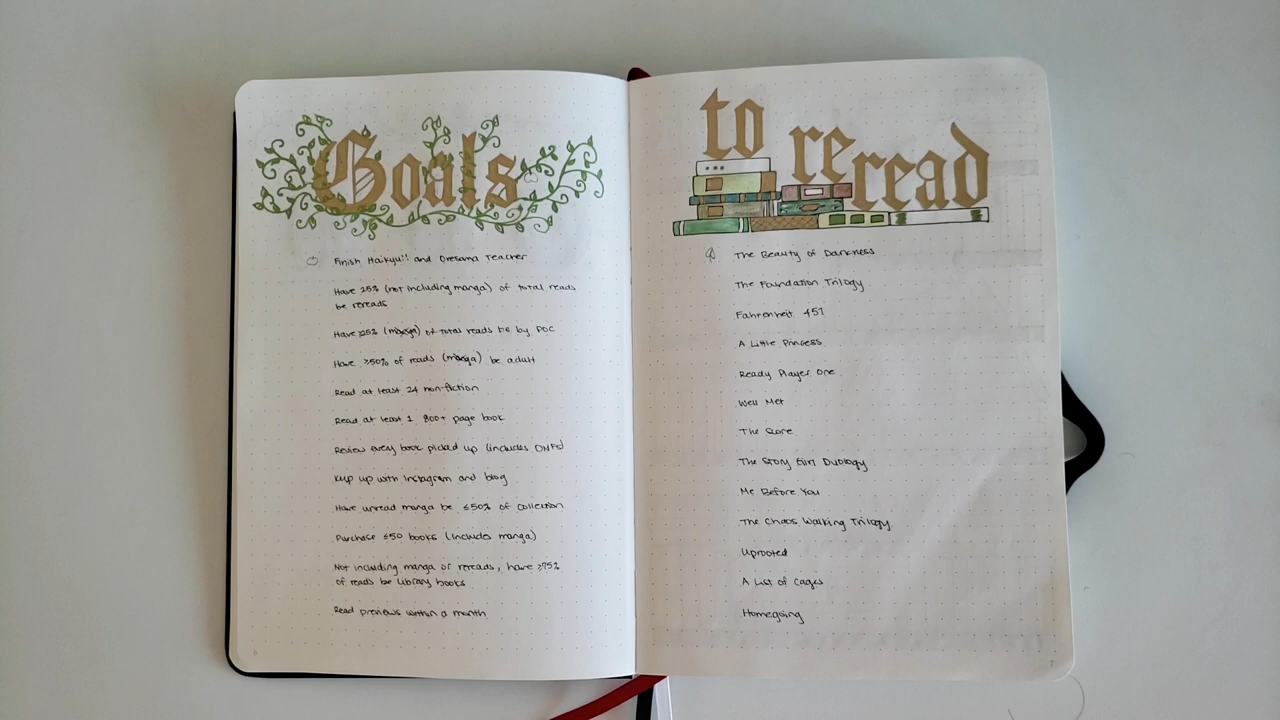 Goals
Finish Haikyu!! and Oresama Teacher
Have 25% (not including manga) of total reads
be rereads
Have ≥25% (manga) of total reads be by POC
Have ≥50% of reads (manga) be adult
Read at least 24 non-fiction
Read at least 1 800+ page book
Review every book picked up (includes DNFs)
Keep up with Instagram and blog
Have unread manga be ≤50% of collection
Purchase ≤50 books (includes manga)
Not including manga or rereads, have ≥75%
of reads be library books
Read previews within a month
6
to
re
read
The Beauty of Darkness
The Foundation Trilogy
Fahrenheit 451
A Little Princess
Ready Player One
Well Met
The Score
The Story Girl Duology
Me Before You
The Chaos Walking Trilogy
Uprooted
A List of Cages
Homegoing
7